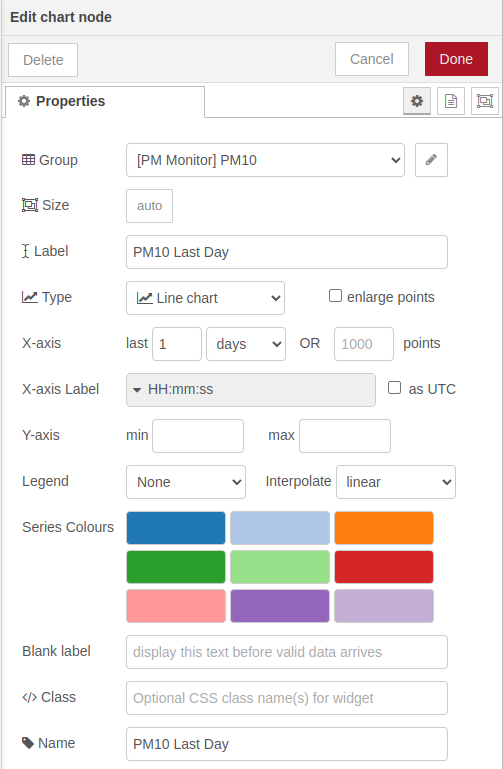 Edit chart node
Delete Cancel Done
Properties
Group [PM Monitor] PM10
Size auto
Label PM10 Last Day
Type Line chart enlarge points
X-axis last 1 days OR 1000 points
X-axis Label HH:mm:ss as UTC
Y-axis min max
Legend None Interpolate linear
Series Colours
Blank label display this text before valid data arrives
</> Class Optional CSS class name(s) for widget
Name PM10 Last Day